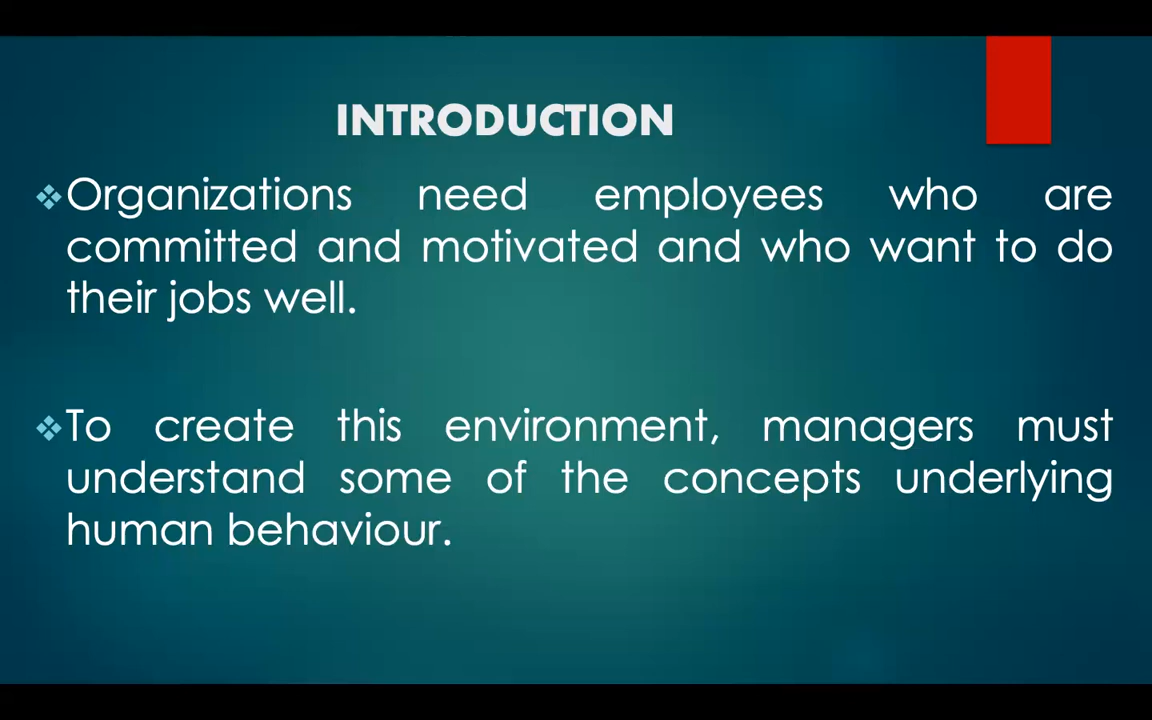 INTRODUCTION
❖Organizations need employees who are
committed and motivated and who want to do
their jobs well.
❖To create this environment, managers must
understand some of the concepts underlying
human behaviour.